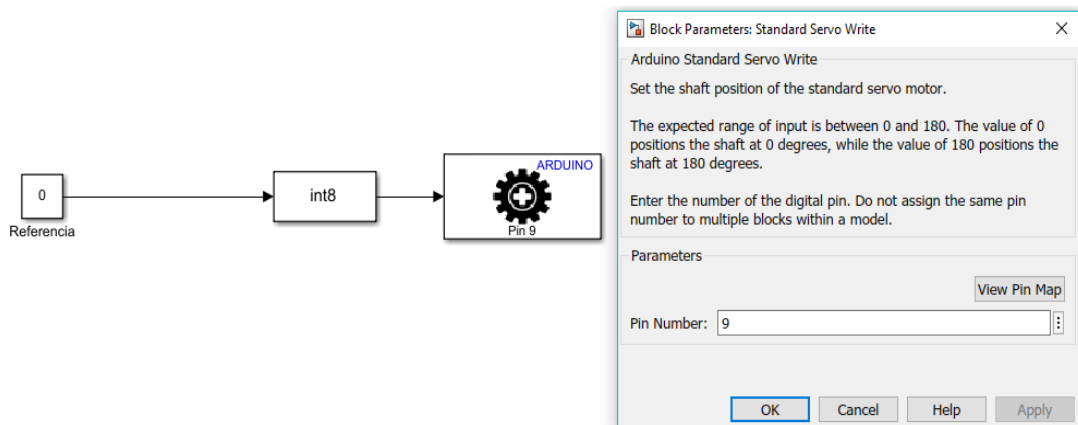 0
Referencia
int8
ARDUINO
Pin 9
Block Parameters: Standard Servo Write
Arduino Standard Servo Write
Set the shaft position of the standard servo motor.
The expected range of input is between 0 and 180. The value of 0
positions the shaft at 0 degrees, while the value of 180 positions the
shaft at 180 degrees.
Enter the number of the digital pin. Do not assign the same pin
number to multiple blocks within a model.
Parameters
View Pin Map
Pin Number: 9
OK Cancel Help Apply